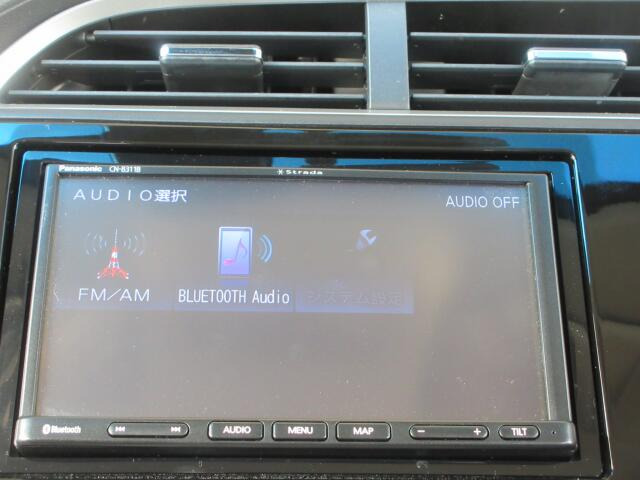 Panasonic CN-B311B Strada
AUDIO選択
AUDIO OFF
FM/AM BLUETOOTH Audio システム設定
Bluetooth AUDIO MENU MAP - + TILT